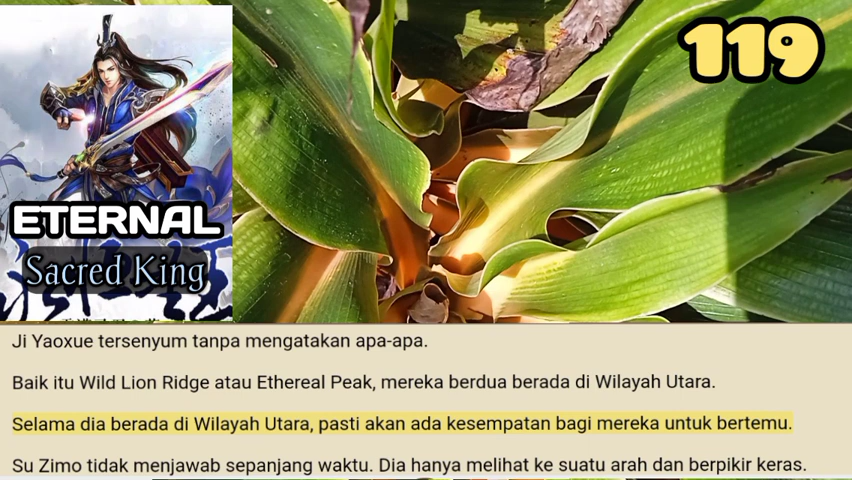 119
ETERNAL
Sacred King
Ji Yaoxue tersenyum tanpa mengatakan apa-apa.
Baik itu Wild Lion Ridge atau Ethereal Peak, mereka berdua berada di Wilayah Utara.
Selama dia berada di Wilayah Utara, pasti akan ada kesempatan bagi mereka untuk bertemu.
Su Zimo tidak menjawab sepanjang waktu. Dia hanya melihat ke suatu arah dan berpikir keras.